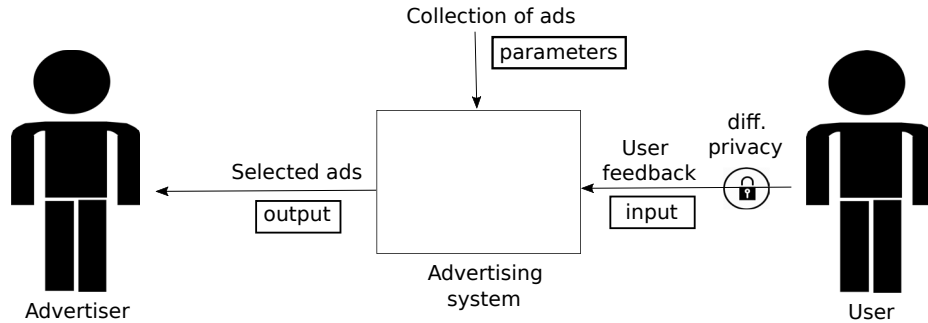 Collection of ads
parameters
diff.
privacy
User
feedback
input
Selected ads
output
Advertising
system
Advertiser
User